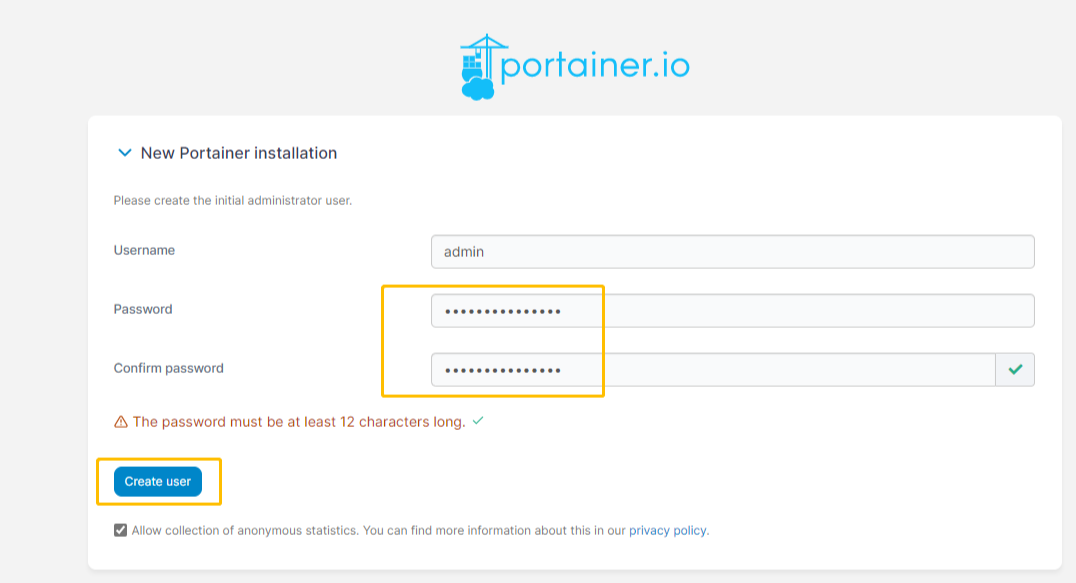 portainer.io
New Portainer installation
Please create the initial administrator user.
Username
admin
Password
•••••••••••••••
Confirm password
•••••••••••••••
The password must be at least 12 characters long.
Create user
Allow collection of anonymous statistics. You can find more information about this in our privacy policy.